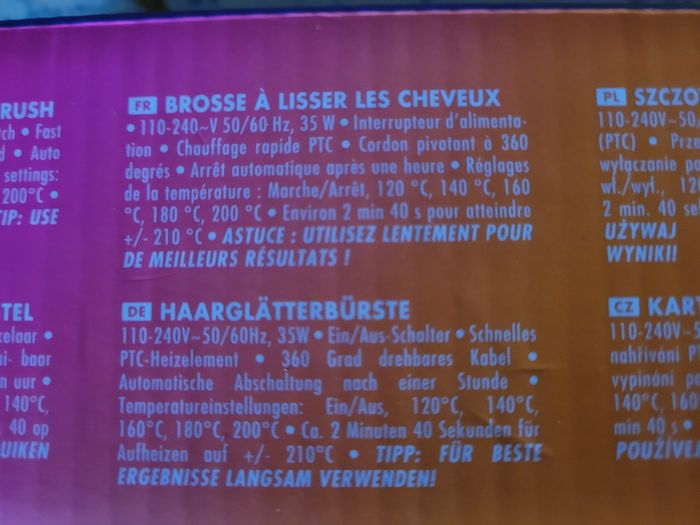 RUSH
tch • Fast
d • Auto
settings:
200°C •
TIP: USE
TEL
kelaar •
ni- baar
n uur •
140°C,
. 40 op
UIKEN
FR BROSSE À LISSER LES CHEVEUX
• 110-240~V 50/60 Hz, 35 W • Interrupteur d'alimenta-
tion • Chauffage rapide PTC • Cordon pivotant à 360
degrés • Arrêt automatique après une heure • Réglages
de la température : Marche/Arrêt, 120 °C, 140 °C, 160
°C, 180 °C, 200 °C • Environ 2 min 40 s pour atteindre
+/- 210 °C • ASTUCE : UTILISEZ LENTEMENT POUR
DE MEILLEURS RÉSULTATS !
DE HAARGLÄTTERBÜRSTE
110-240V~50/60Hz, 35W • Ein/Aus-Schalter • Schnelles
PTC-Heizelement • 360 Grad drehbares Kabel •
Automatische Abschaltung nach einer Stunde •
Temperatureinstellungen: Ein/Aus, 120°C, 140°C,
160°C, 180°C, 200°C • Ca. 2 Minuten 40 Sekunden für
Aufheizen auf +/- 210°C • TIPP: FÜR BESTE
ERGEBNISSE LANGSAM VERWENDEN!
PL SZCZO
110-240V~50/
(PTC) • Prze
wyłączanie p
wł./wył., 12
2 min. 40 se
UŻYWAJ
WYNIKI!
CZ KAR
110-240V~5
nahřívání P
vypínání po
140°C, 160
min 40 s •
POUŽÍVEJ